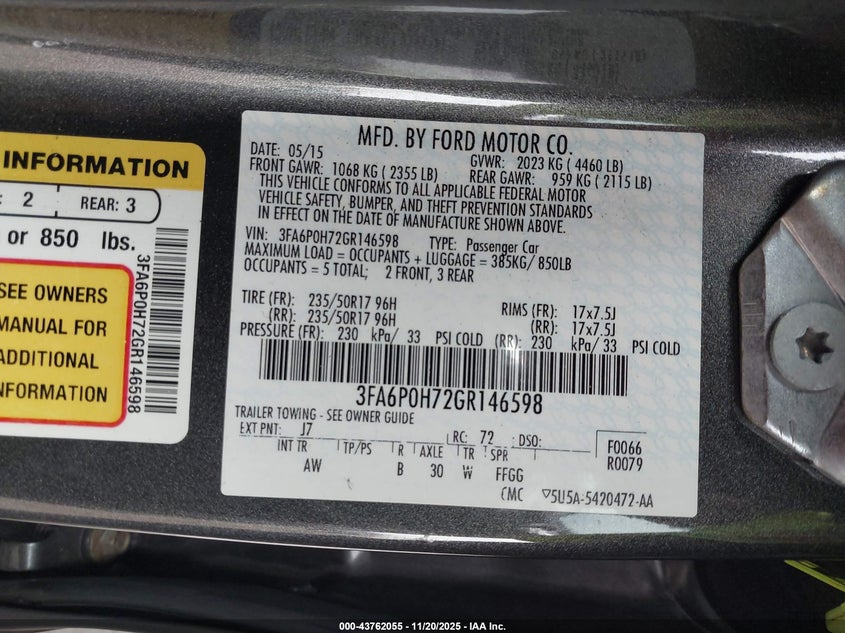 INFORMATION
: 2 REAR: 3
or 850 lbs.
SEE OWNERS
MANUAL FOR
ADDITIONAL
INFORMATION
3FA6P0H72GR146598
MFD. BY FORD MOTOR CO.
DATE: 05/15 GVWR: 2023 KG ( 4460 LB)
FRONT GAWR: 1068 KG ( 2355 LB) REAR GAWR: 959 KG ( 2115 LB)
THIS VEHICLE CONFORMS TO ALL APPLICABLE FEDERAL MOTOR
VEHICLE SAFETY, BUMPER, AND THEFT PREVENTION STANDARDS
IN EFFECT ON THE DATE OF MANUFACTURE SHOWN ABOVE.
VIN: 3FA6P0H72GR146598 TYPE: Passenger Car
MAXIMUM LOAD = OCCUPANTS + LUGGAGE = 385KG/ 850LB
OCCUPANTS = 5 TOTAL; 2 FRONT, 3 REAR
TIRE (FR): 235/50R17 96H RIMS (FR): 17x7.5J
(RR): 235/50R17 96H (RR): 17x7.5J
PRESSURE (FR): 230 kPa/ 33 PSI COLD (RR): 230 kPa/ 33 PSI COLD
3FA6P0H72GR146598
TRAILER TOWING - SEE OWNER GUIDE
EXT PNT: J7 RC: 72 DSO: F0066
INT TR TP/PS R AXLE TR SPR R0079
AW B 30 W FFGG
CMC ▽5U5A-5420472-AA
000-43762055 - 11/20/2025 - IAA Inc.